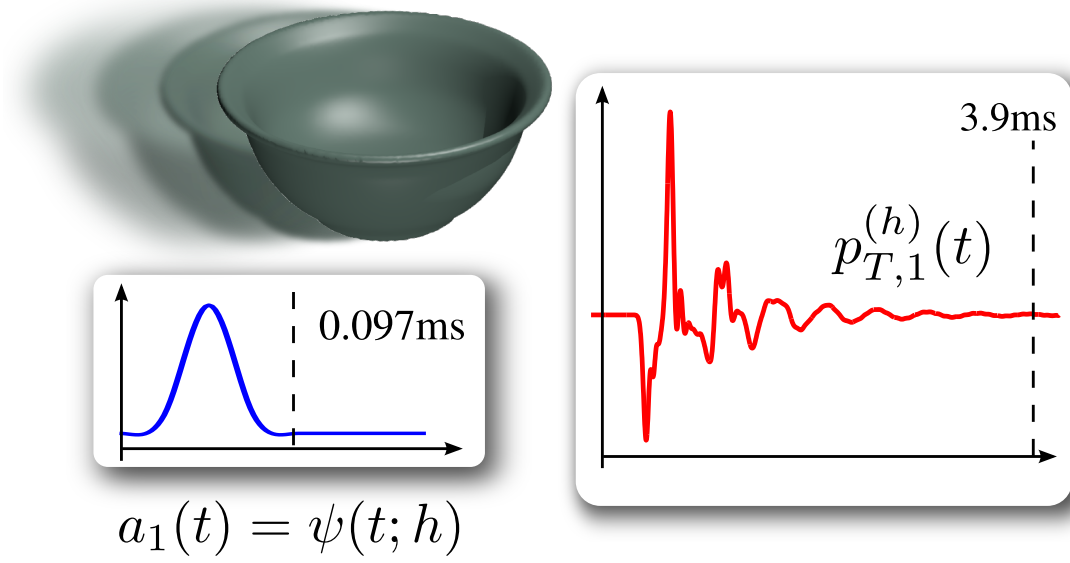 3.9ms
p_{T,1}^{(h)}(t)
0.097ms
a_1(t) = ψ(t; h)